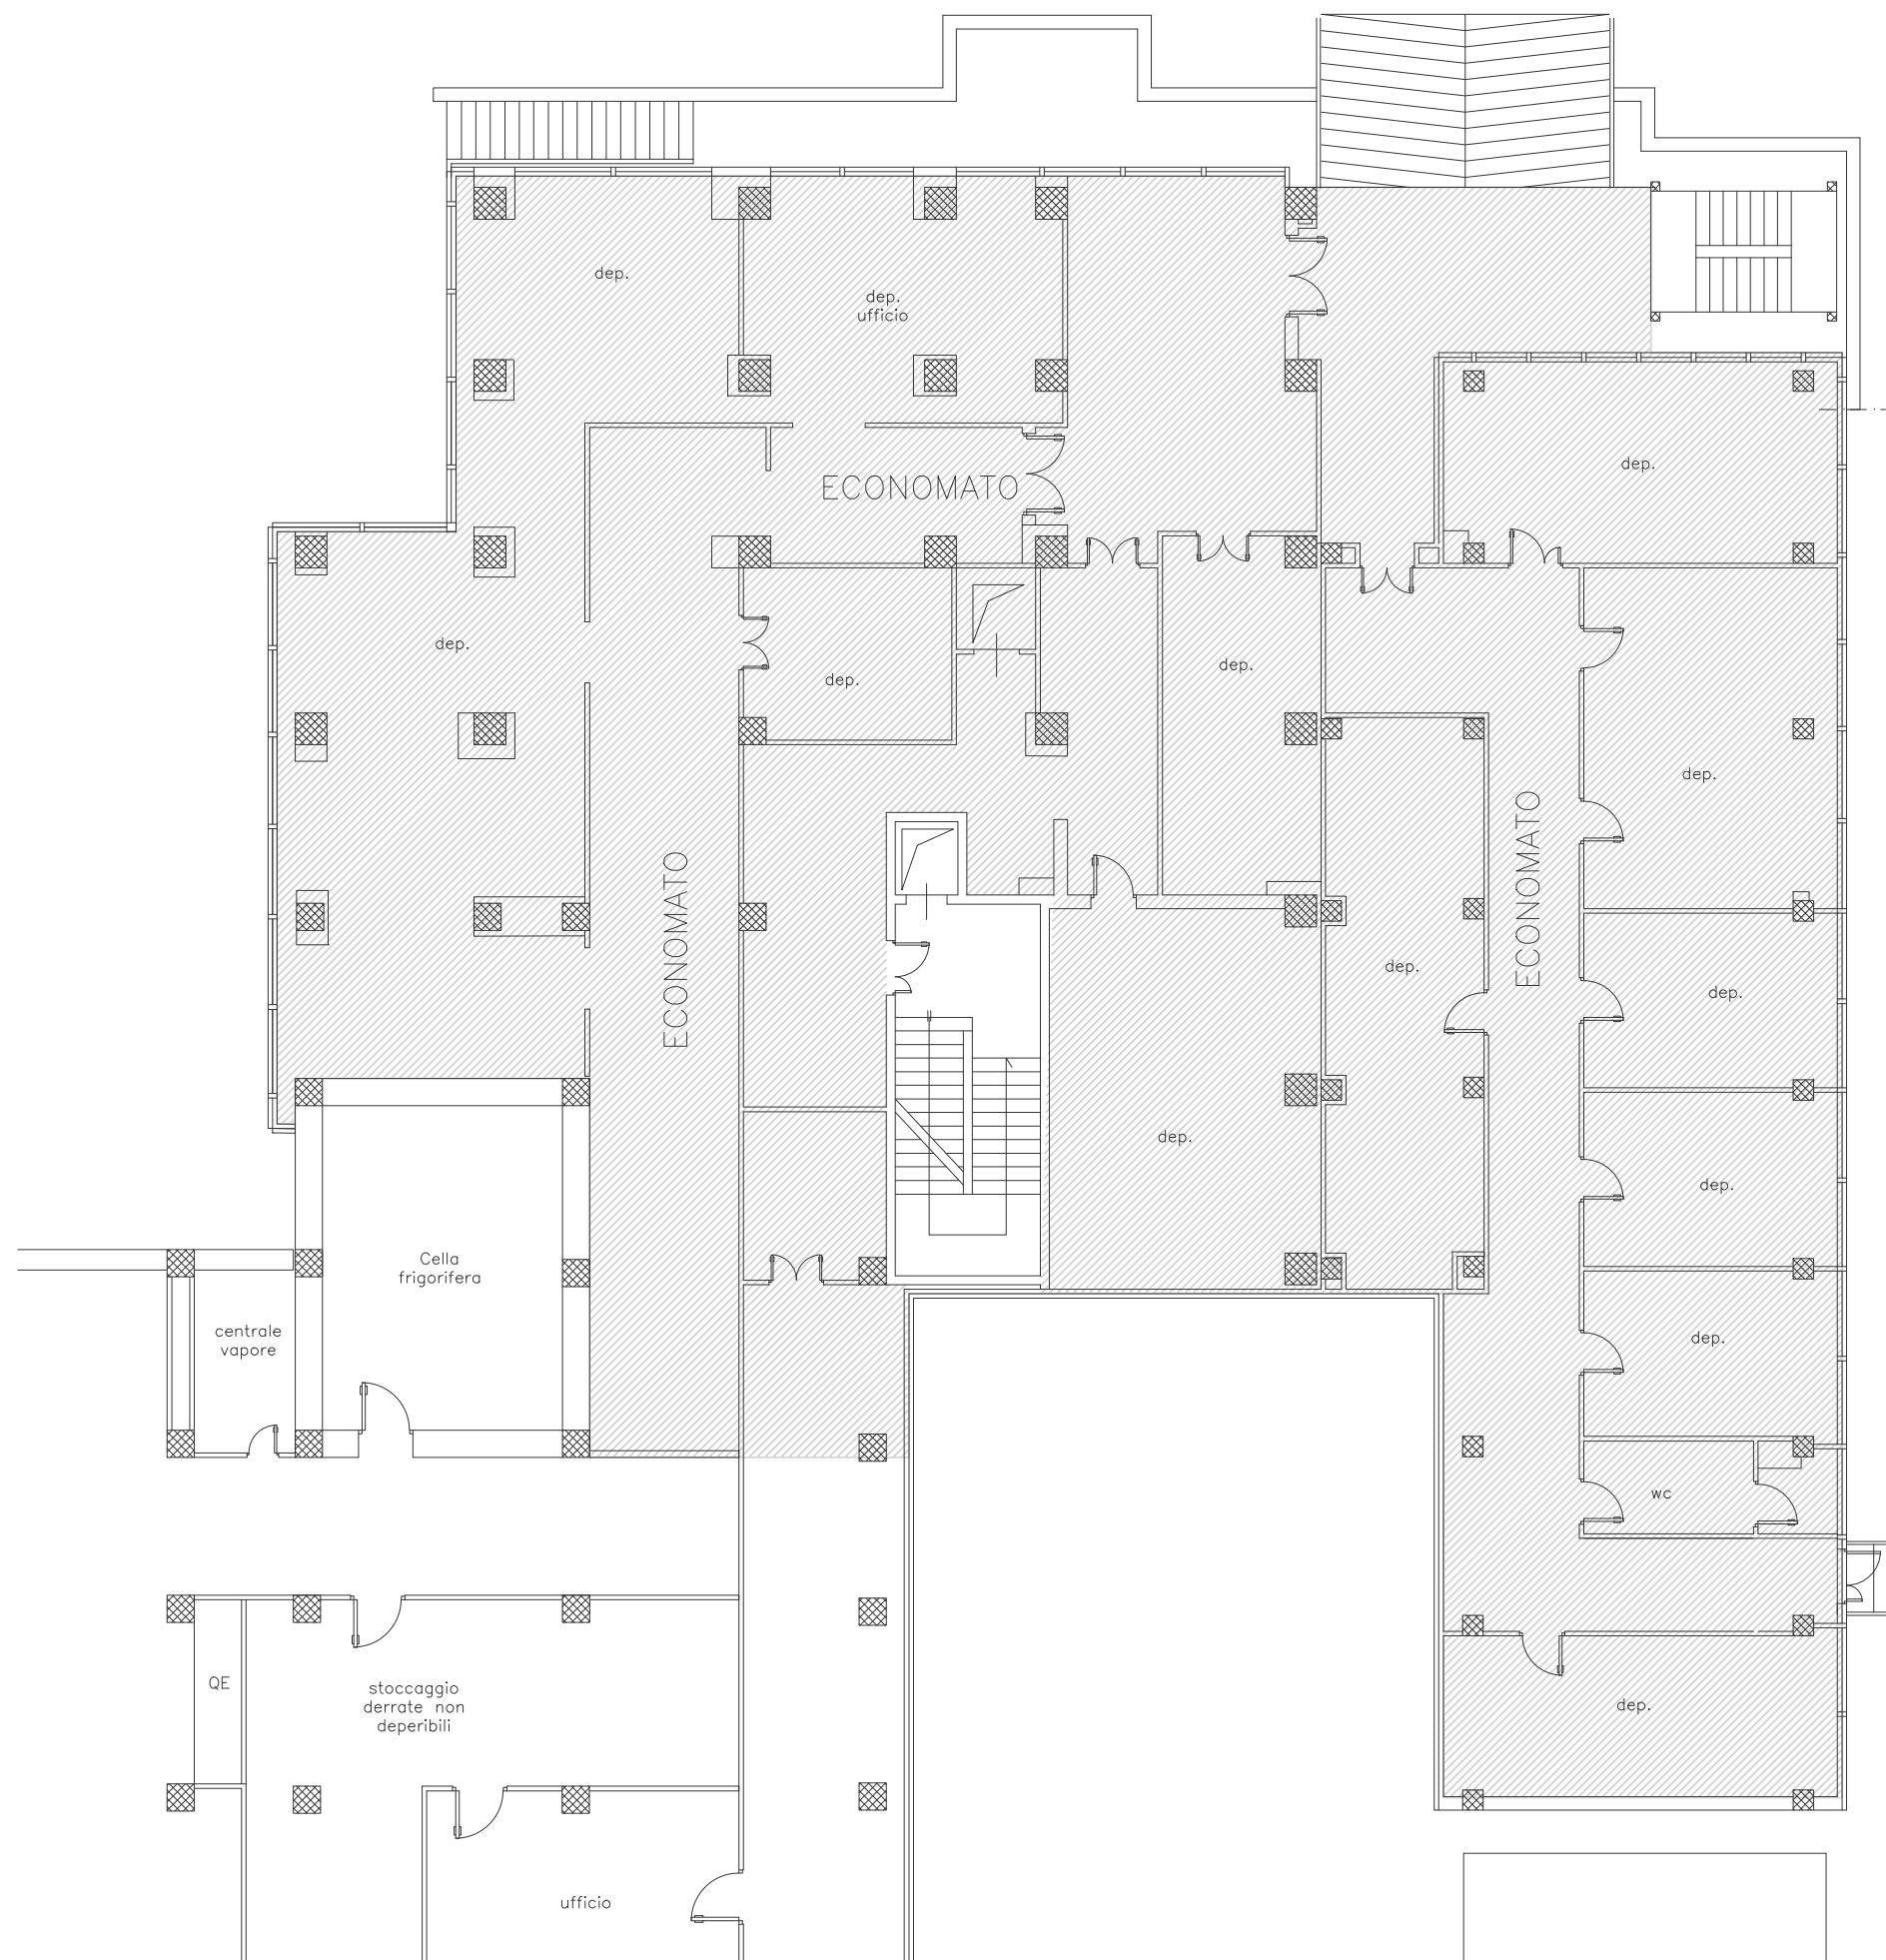 dep.
dep.
ufficio
dep.
ECONOMATO
dep.
dep.
dep.
dep.
ECONOMATO
ECONOMATO
dep.
dep.
dep.
dep.
Cella
frigorifera
centrale
vapore
dep.
wc
QE
stoccaggio
derrate non
deperibili
dep.
ufficio